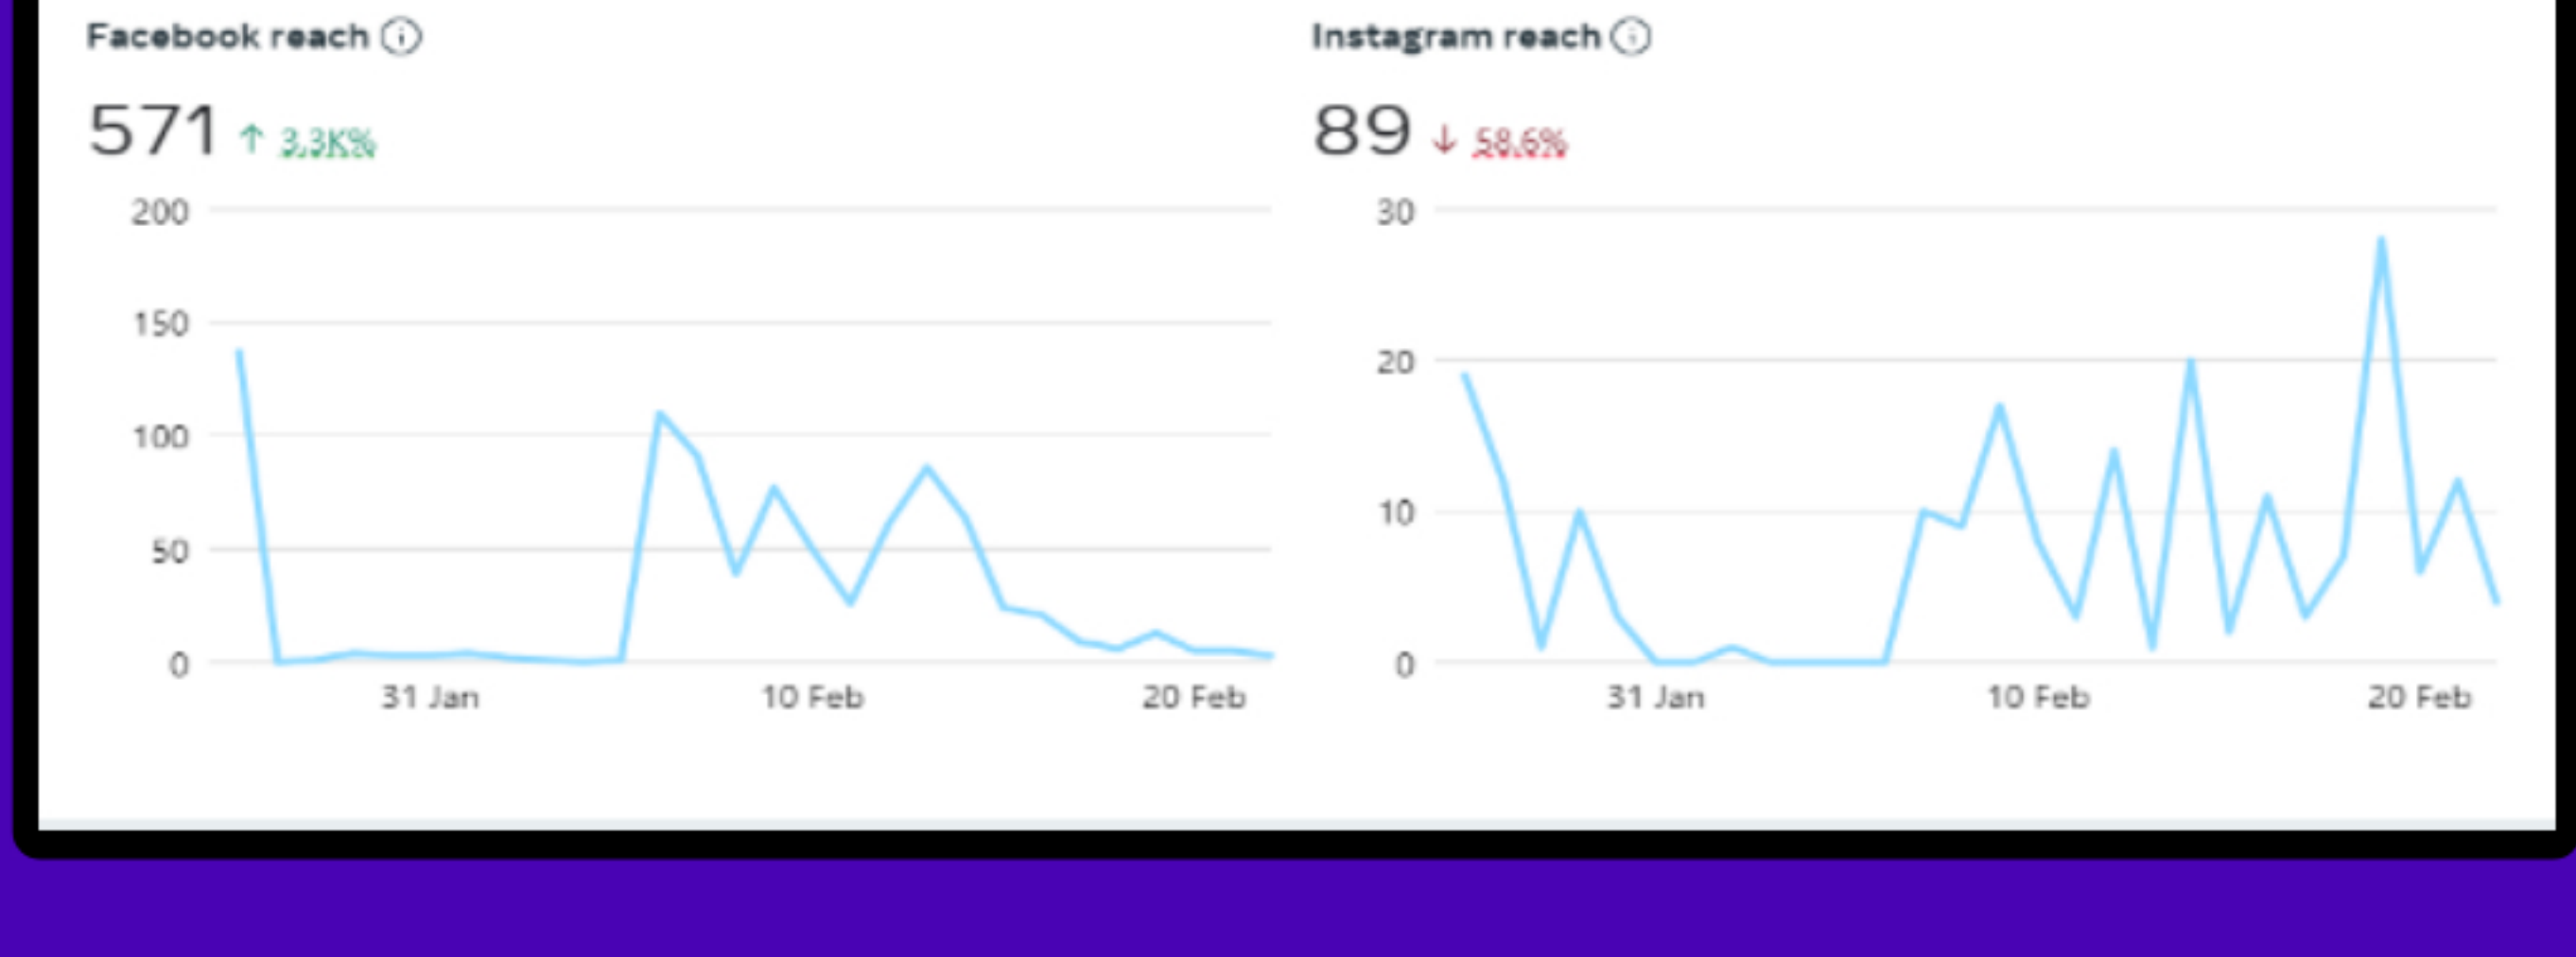 Facebook reach
571 ↑ 3.3K%
200
150
100
50
0
31 Jan 10 Feb 20 Feb
Instagram reach
89 ↓ 58.6%
30
20
10
0
31 Jan 10 Feb 20 Feb